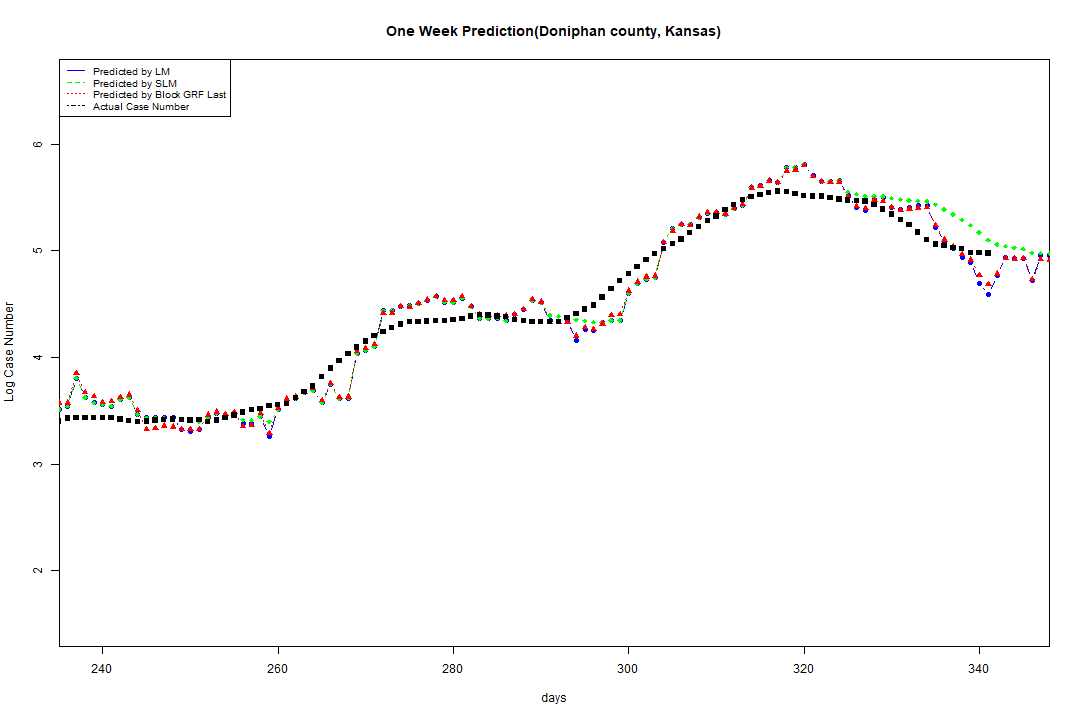 One Week Prediction(Doniphan county, Kansas)
Predicted by LM
Predicted by SLM
Predicted by Block GRF Last
Actual Case Number
6
5
4
3
2
Log Case Number
240 260 280 300 320 340
days